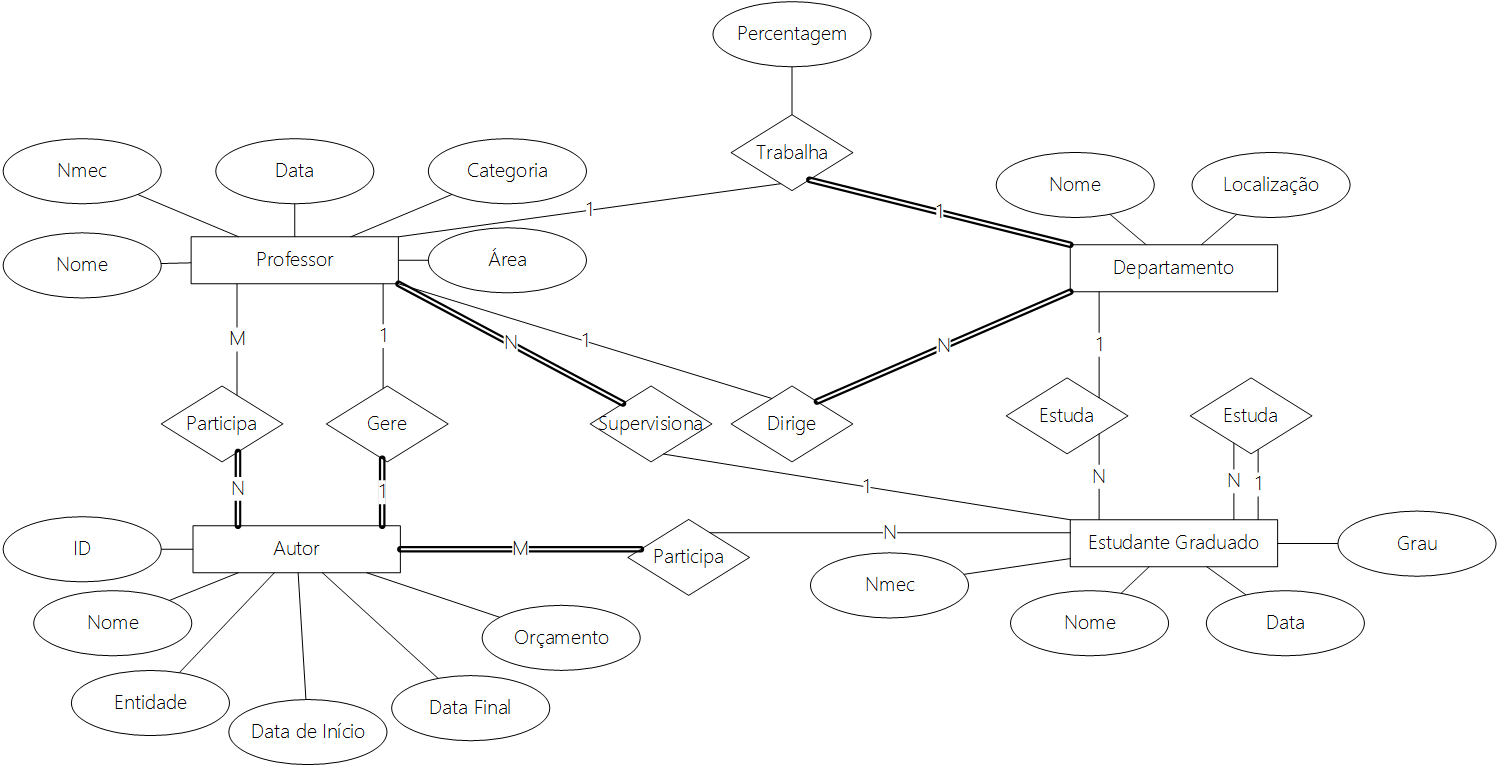 Percentagem
Trabalha
Nmec
Data
Categoria
Nome
Localização
1
1
Nome
Professor
Área
Departamento
M
1
N
1
N
1
Participa
Gere
Supervisiona
Dirige
Estuda
Estuda
N
1
1
N
N
1
ID
Autor
M
Participa
N
Estudante Graduado
Grau
Nmec
Nome
Orçamento
Nome
Data
Entidade
Data de Início
Data Final